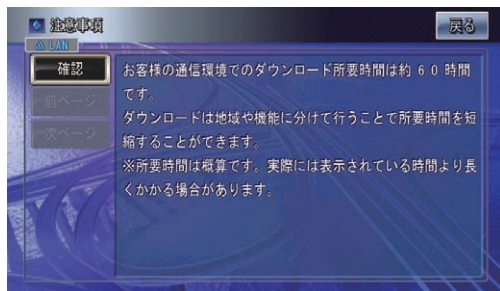 注意事項
戻る
LAN
確認
前ページ
次ページ
お客様の通信環境でのダウンロード所要時間は約６０時間
です。
ダウンロードは地域や機能に分けて行うことで所要時間を短
縮することができます。
※所要時間は概算です。実際には表示されている時間より長
くかかる場合があります。